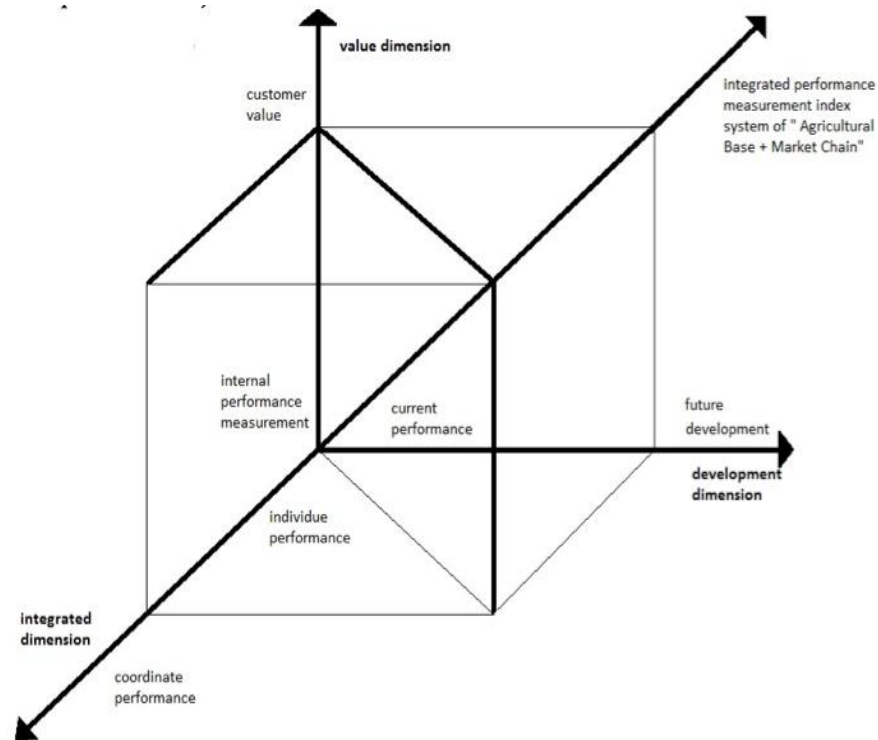 value dimension
customer
value
integrated performance
measurement index
system of " Agricultural
Base + Market Chain"
internal
performance
measurement
current
performance
future
development
development
dimension
individue
performance
integrated
dimension
coordinate
performance